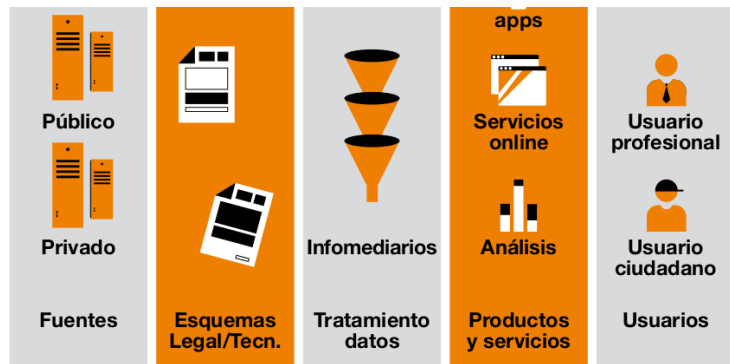 apps
Público
Servicios
online
Usuario
profesional
Privado
Infomediarios
Análisis
Usuario
ciudadano
Fuentes
Esquemas
Legal/Tecn.
Tratamiento
datos
Productos
y servicios
Usuarios